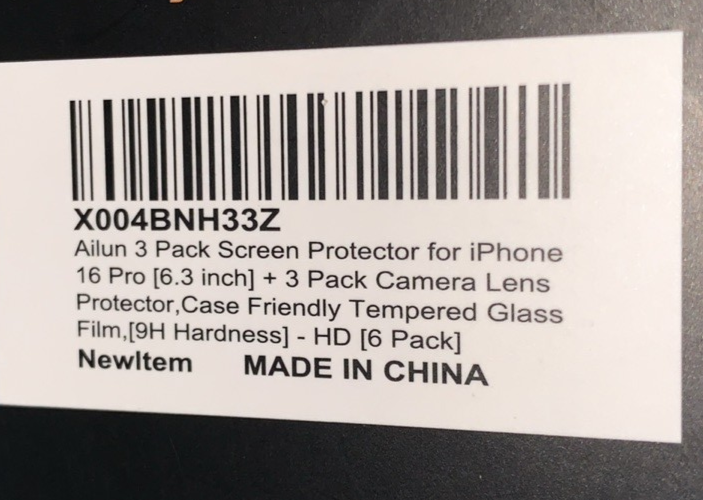 X004BNH33Z
Ailun 3 Pack Screen Protector for iPhone
16 Pro [6.3 inch] + 3 Pack Camera Lens
Protector,Case Friendly Tempered Glass
Film,[9H Hardness] - HD [6 Pack]
NewItem MADE IN CHINA